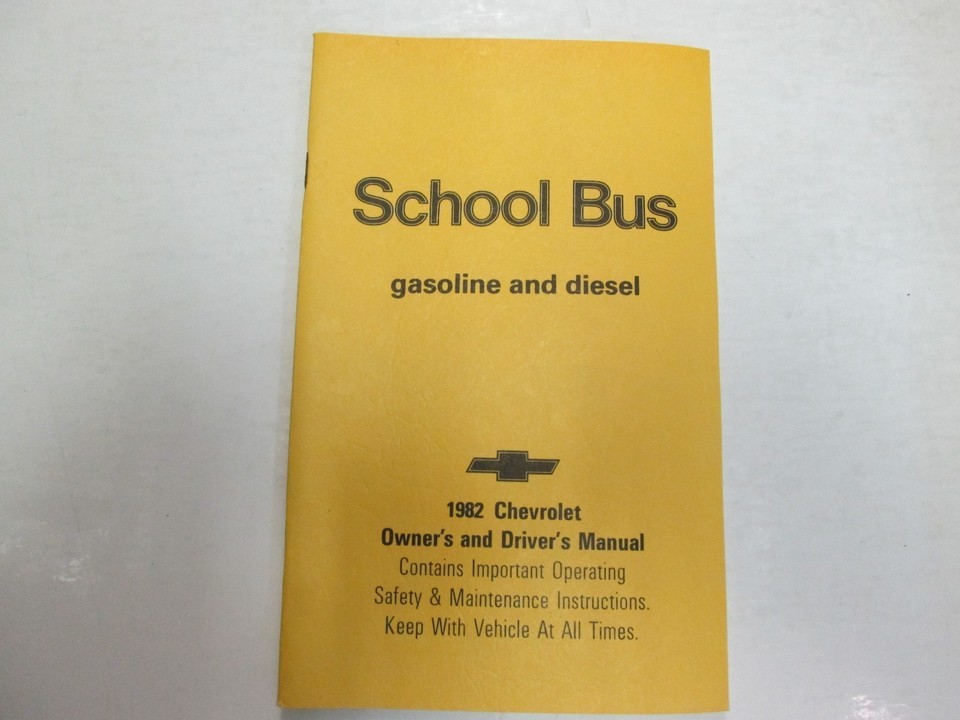 School Bus
gasoline and diesel
1982 Chevrolet
Owner's and Driver's Manual
Contains Important Operating
Safety & Maintenance Instructions.
Keep With Vehicle At All Times.